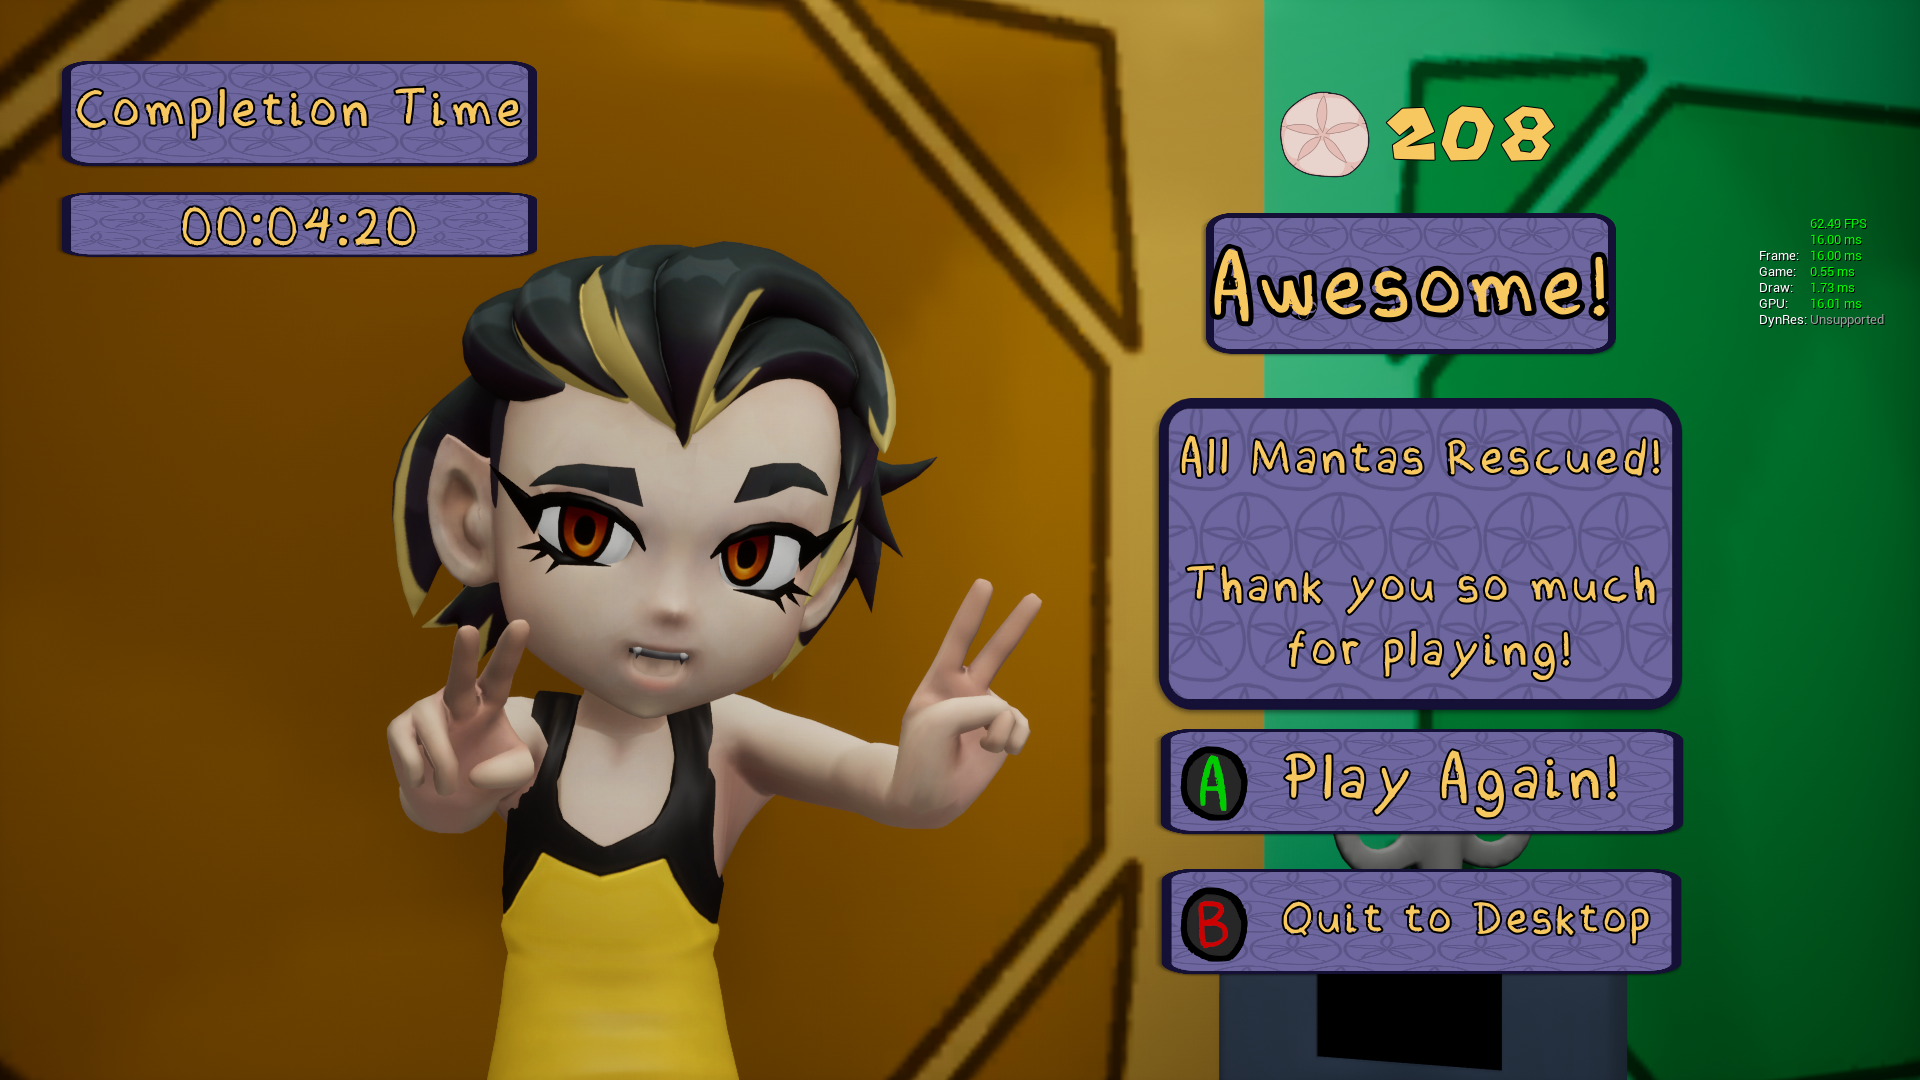 Completion Time
00:04:20
208
Awesome!
62.49 FPS
16.00 ms
Frame: 16.00 ms
Game: 0.55 ms
Draw: 1.73 ms
GPU: 16.01 ms
DynRes: Unsupported
All Mantas Rescued!
Thank you so much
for playing!
A Play Again!
B Quit to Desktop